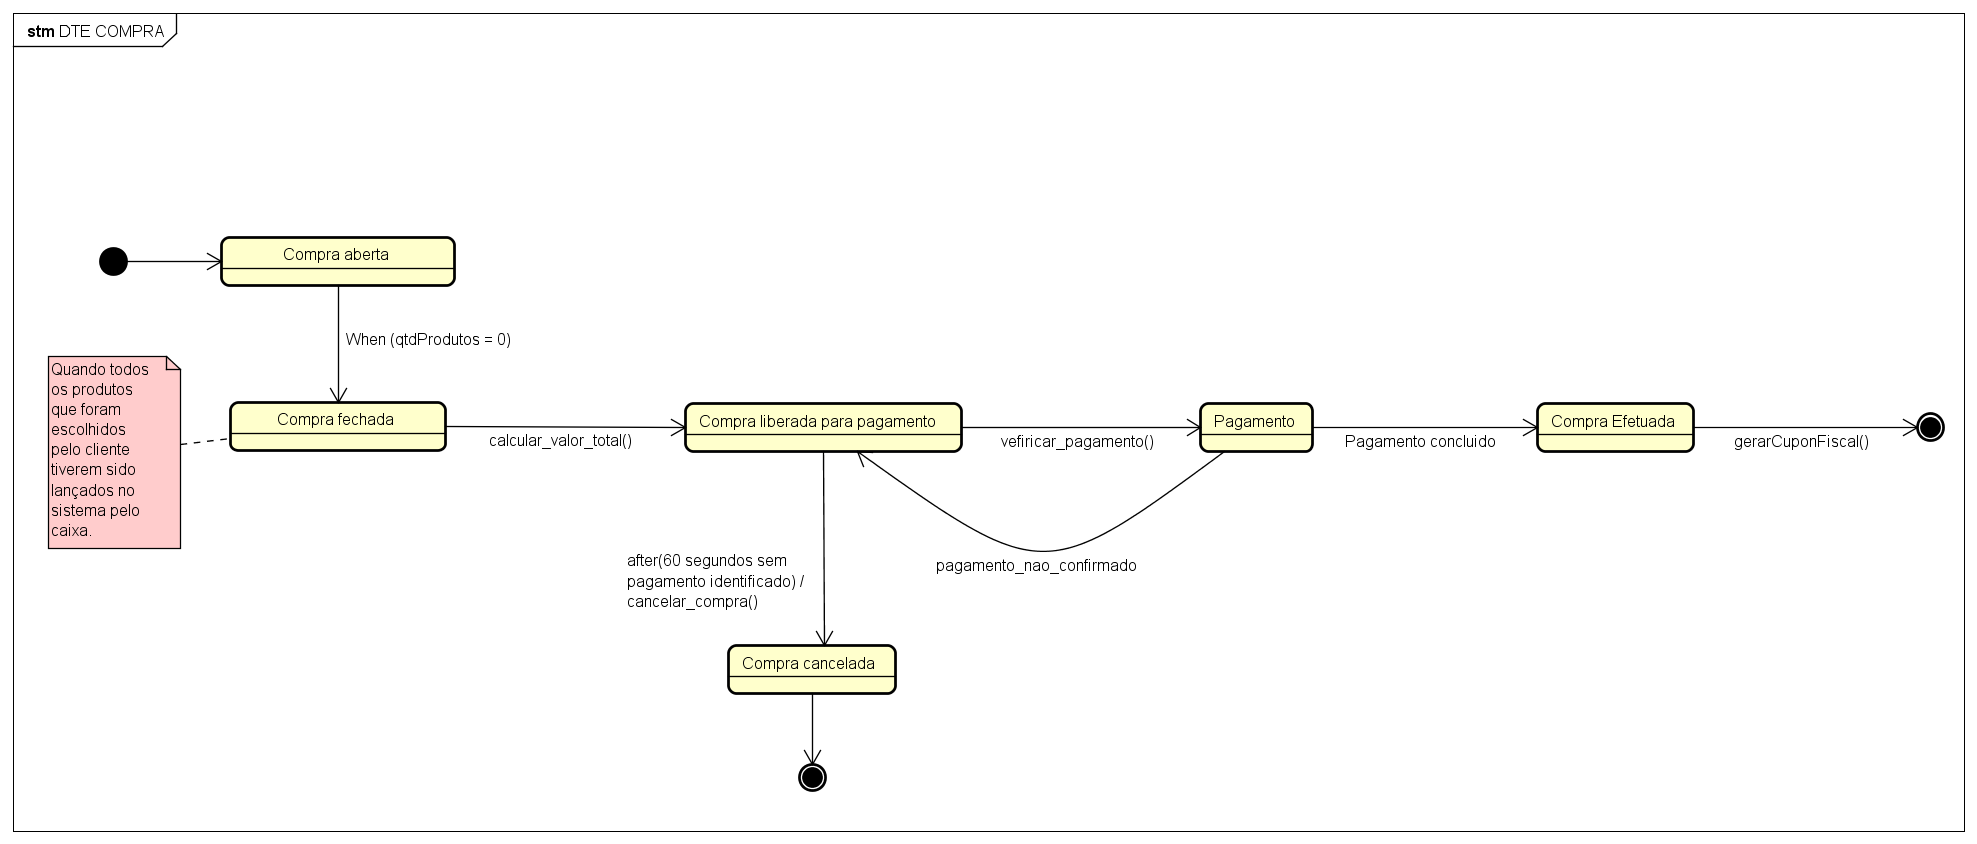 stm DTE COMPRA
Compra aberta
When (qtdProdutos = 0)
Quando todos
os produtos
que foram
escolhidos
pelo cliente
tiverem sido
lançados no
sistema pelo
caixa.
Compra fechada
calcular_valor_total()
Compra liberada para pagamento
vefiricar_pagamento()
Pagamento
Pagamento concluido
Compra Efetuada
gerarCuponFiscal()
after(60 segundos sem
pagamento identificado) /
cancelar_compra()
pagamento_nao_confirmado
Compra cancelada